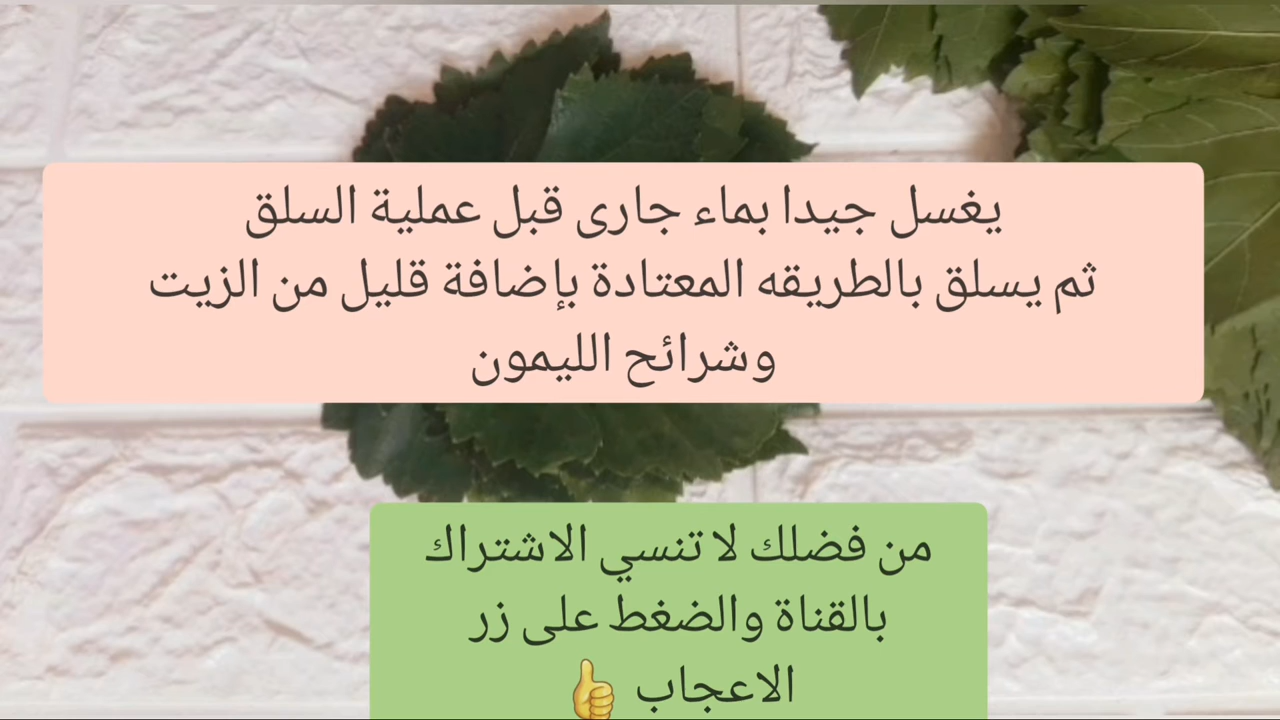 يغسل جيدا بماء جارى قبل عملية السلق
ثم يسلق بالطريقه المعتادة بإضافة قليل من الزيت
وشرائح الليمون
من فضلك لا تنسي الاشتراك
بالقناة والضغط على زر
الاعجاب 👍